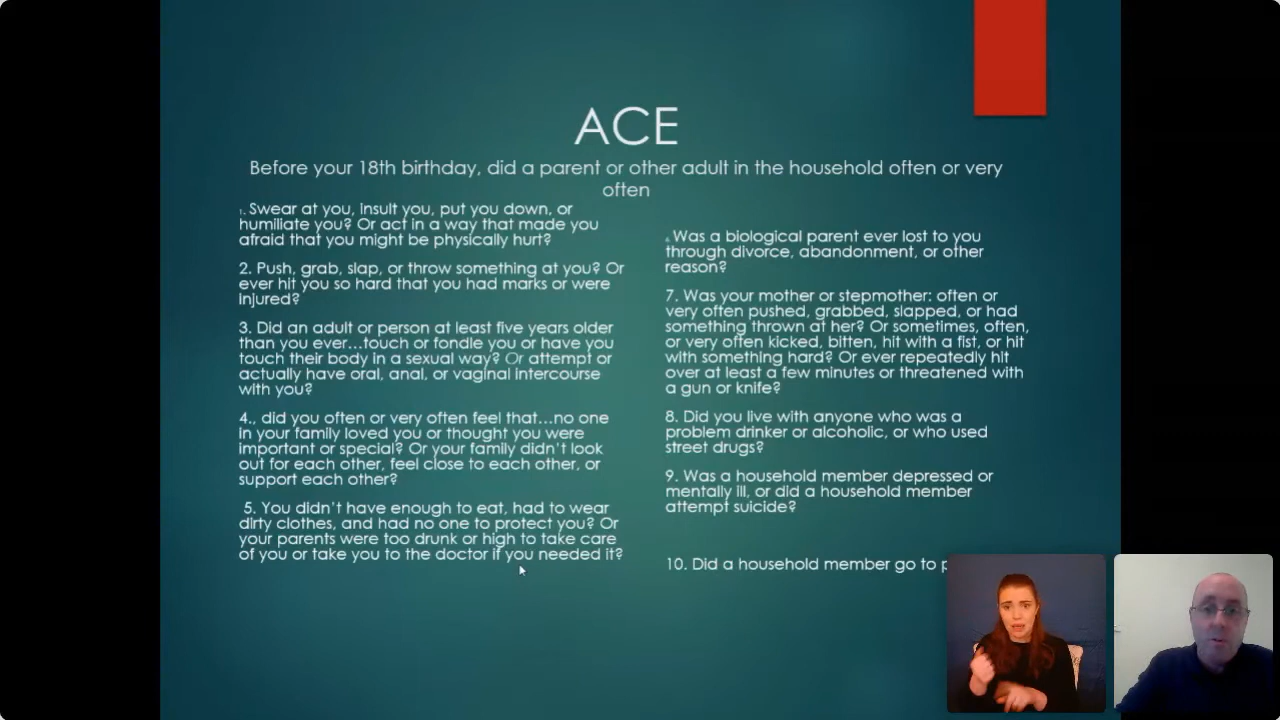 ACE
Before your 18th birthday, did a parent or other adult in the household often or very
often
1. Swear at you, insult you, put you down, or
humiliate you? Or act in a way that made you
afraid that you might be physically hurt?
2. Push, grab, slap, or throw something at you? Or
ever hit you so hard that you had marks or were
injured?
3. Did an adult or person at least five years older
than you ever…touch or fondle you or have you
touch their body in a sexual way? Or attempt or
actually have oral, anal, or vaginal intercourse
with you?
4., did you often or very often feel that…no one
in your family loved you or thought you were
important or special? Or your family didn't look
out for each other, feel close to each other, or
support each other?
5. You didn't have enough to eat, had to wear
dirty clothes, and had no one to protect you? Or
your parents were too drunk or high to take care
of you or take you to the doctor if you needed it?
6. Was a biological parent ever lost to you
through divorce, abandonment, or other
reason?
7. Was your mother or stepmother: often or
very often pushed, grabbed, slapped, or had
something thrown at her? Or sometimes, often,
or very often kicked, bitten, hit with a fist, or hit
with something hard? Or ever repeatedly hit
over at least a few minutes or threatened with
a gun or knife?
8. Did you live with anyone who was a
problem drinker or alcoholic, or who used
street drugs?
9. Was a household member depressed or
mentally ill, or did a household member
attempt suicide?
10. Did a household member go to